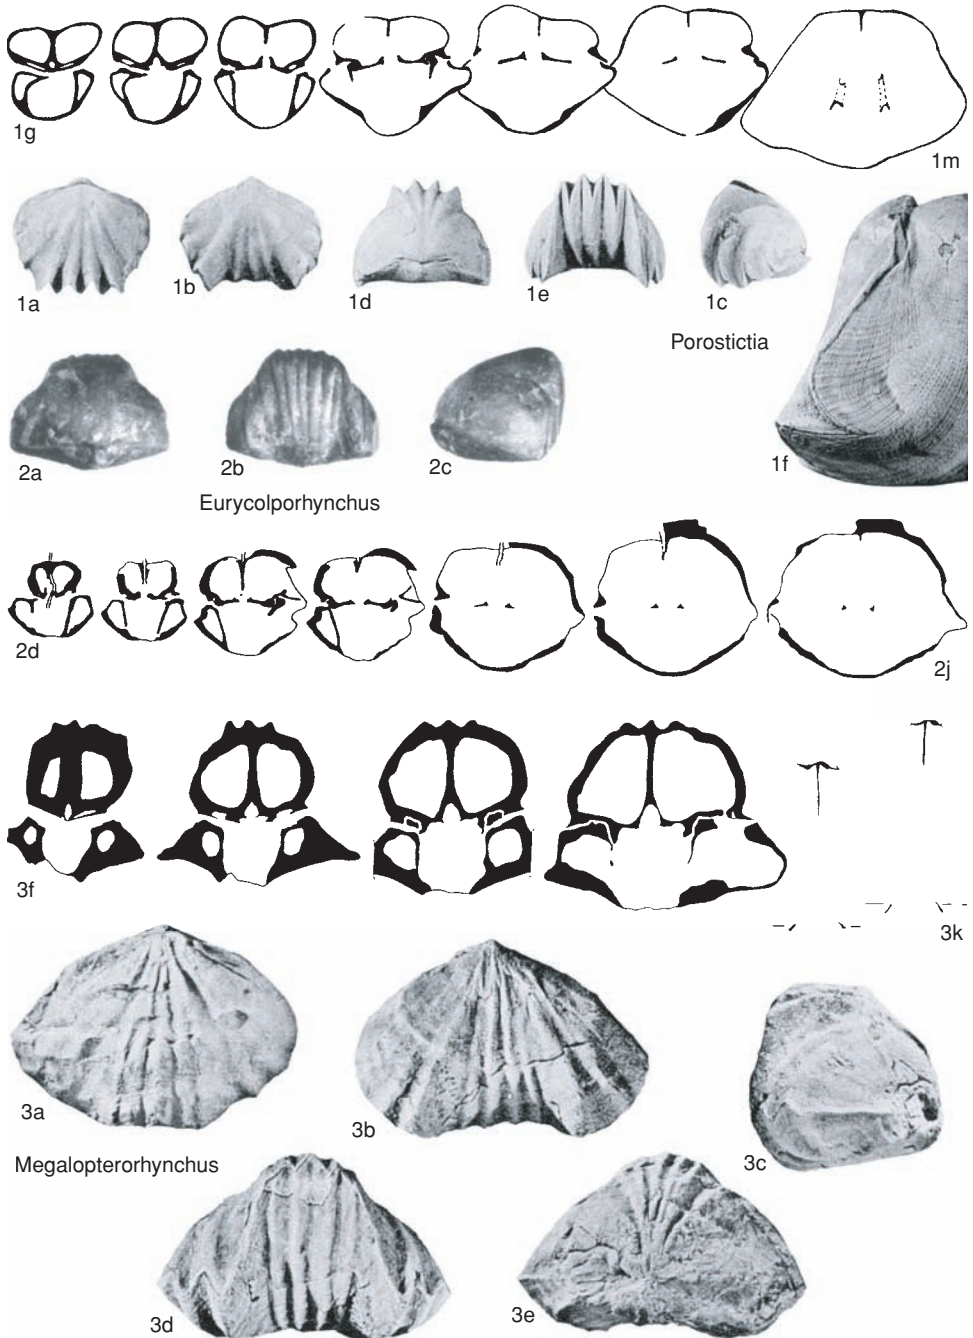 1g
1m
1a
1b
1d
1e
1c
Porostictia
1f
2a
2b
2c
Eurycolporhynchus
2d
2j
3f
3k
3a
3b
3c
Megalopterorhynchus
3d
3e